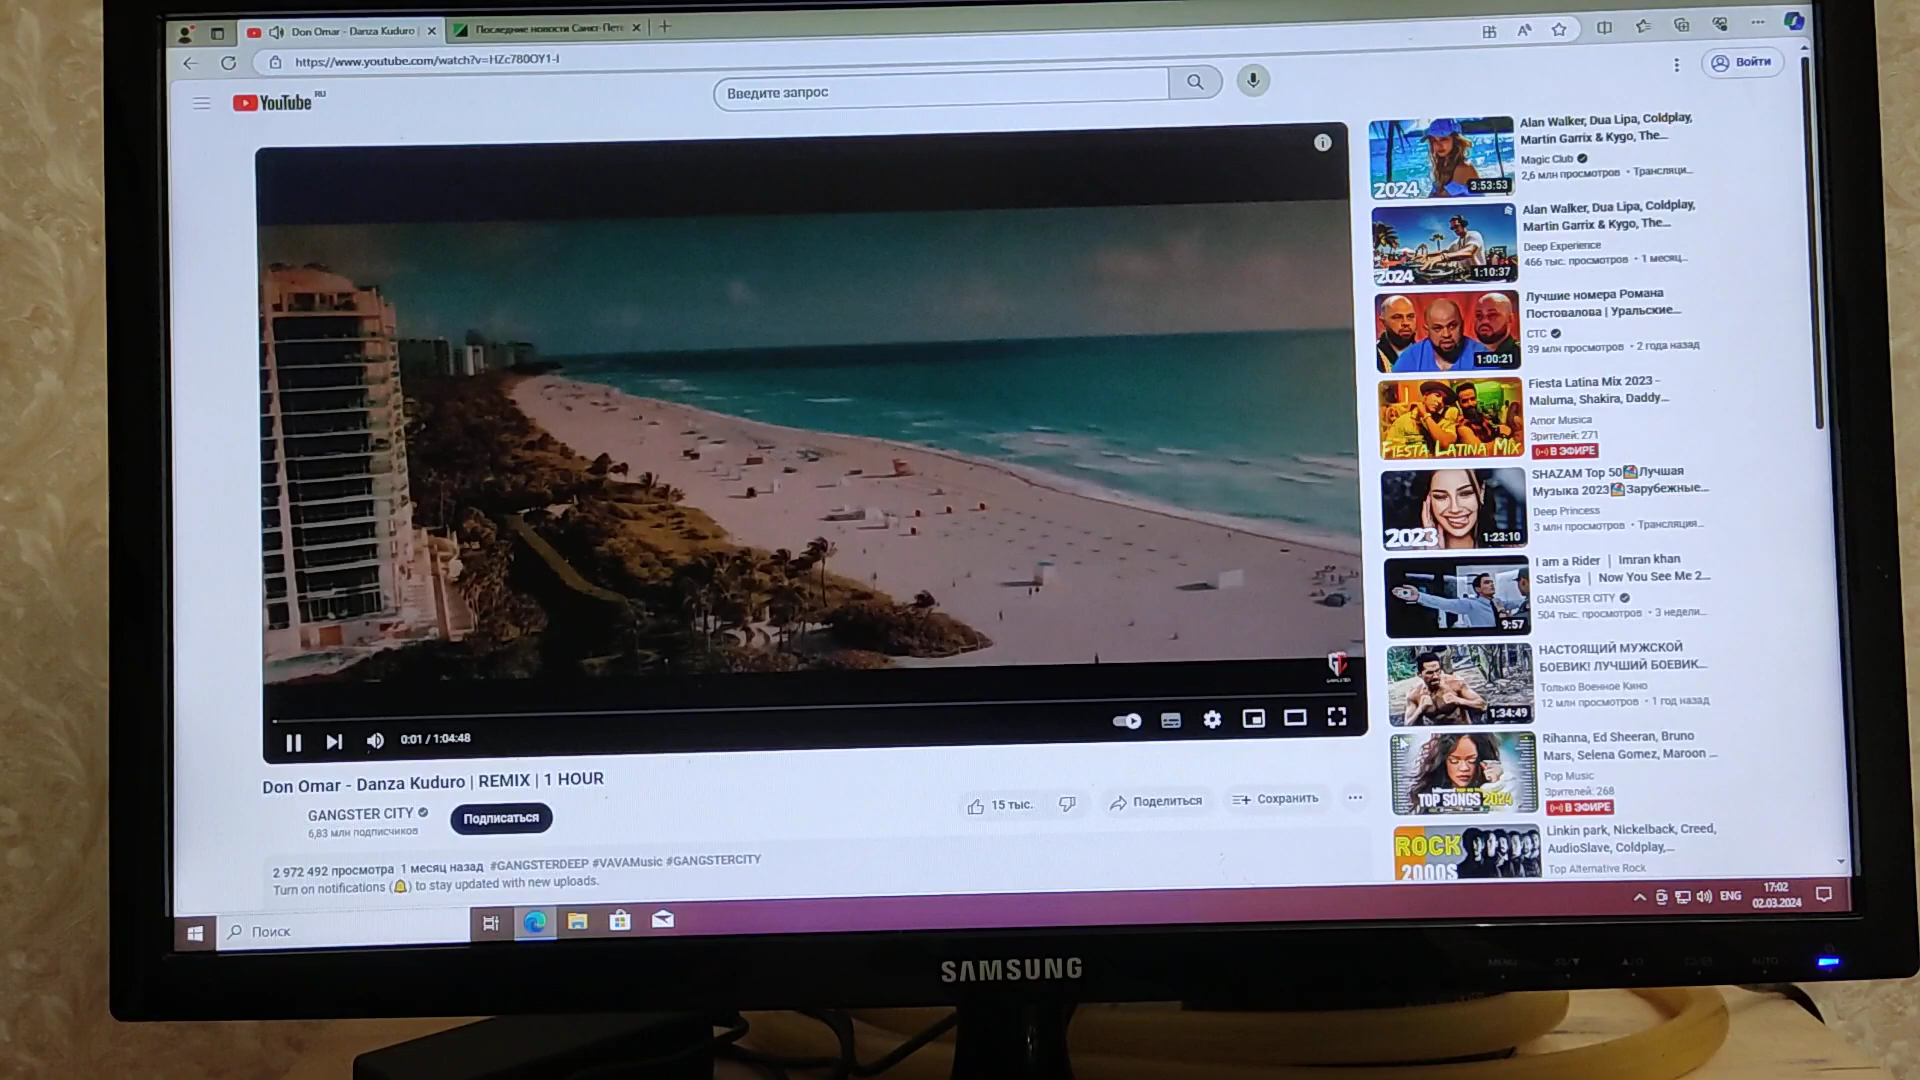 Don Omar - Danza Kuduro
Последние новости Санкт-Пете
https://www.youtube.com/watch?v=HZc780OY1-I
Войти
YouTube RU
Введите запрос
Alan Walker, Dua Lipa, Coldplay,
Martin Garrix & Kygo, The...
Magic Club
2,6 млн просмотров • Трансляци...
2024
3:53:53
Alan Walker, Dua Lipa, Coldplay,
Martin Garrix & Kygo, The...
Deep Experience
466 тыс. просмотров • 1 месяц...
2024
1:10:37
Лучшие номера Романа
Постовалова | Уральские...
СТС
39 млн просмотров • 2 года назад
1:00:21
Fiesta Latina Mix 2023 -
Maluma, Shakira, Daddy...
Amor Musica
Зрителей: 271
В ЭФИРЕ
FIESTA LATINA MIX
SHAZAM Top 50 Лучшая
Музыка 2023 Зарубежные...
Deep Princess
3 млн просмотров • Трансляция...
2023
1:23:10
I am a Rider | Imran khan
Satisfya | Now You See Me 2...
GANGSTER CITY
504 тыс. просмотров • 3 недели...
9:57
НАСТОЯЩИЙ МУЖСКОЙ
БОЕВИК! ЛУЧШИЙ БОЕВИК...
Только Военное Кино
12 млн просмотров • 1 год назад
1:34:49
Rihanna, Ed Sheeran, Bruno
Mars, Selena Gomez, Maroon ...
Pop Music
Зрителей: 268
В ЭФИРЕ
TOP SONGS 2024
Linkin park, Nickelback, Creed,
AudioSlave, Coldplay,...
Top Alternative Rock
ROCK
2000S
0:01 / 1:04:48
Don Omar - Danza Kuduro | REMIX | 1 HOUR
GANGSTER CITY
6,83 млн подписчиков
Подписаться
15 тыс.
Поделиться
Сохранить
2 972 492 просмотра 1 месяц назад #GANGSTERDEEP #VAVAMusic #GANGSTERCITY
Turn on notifications (🔔) to stay updated with new uploads.
Поиск
ENG
17:02
02.03.2024
SAMSUNG
MENU
AUTO